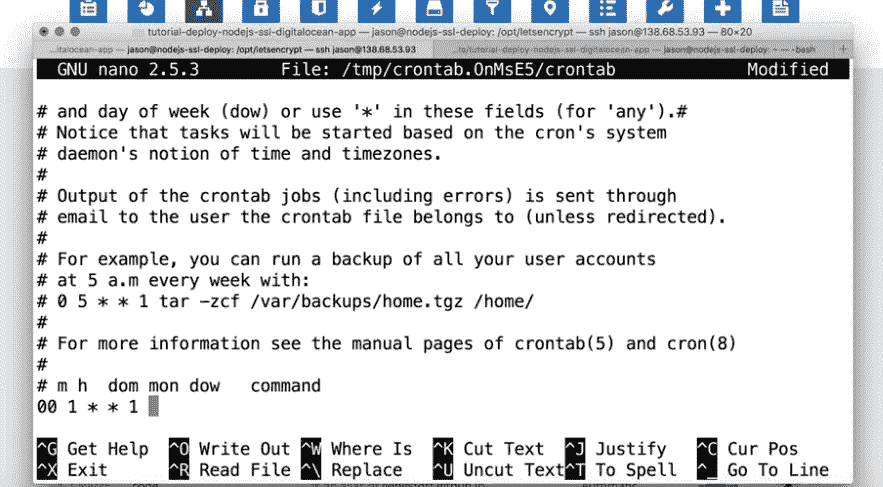 tutorial-deploy-nodejs-ssl-digitalocean-app — jason@nodejs-ssl-deploy: /opt/letsencrypt — ssh jason@138.68.53.93 — 80×20
...italocean-app — jason@nodejs-ssl-deploy: /opt/letsencrypt — ssh jason@138.68.53.93 ...to/tutorial-deploy-nodejs-ssl-digitalocean-app — jason@nodejs-ssl-deploy: ~ — -bash +
GNU nano 2.5.3 File: /tmp/crontab.OnMsE5/crontab Modified
# and day of week (dow) or use '*' in these fields (for 'any').#
# Notice that tasks will be started based on the cron's system
# daemon's notion of time and timezones.
#
# Output of the crontab jobs (including errors) is sent through
# email to the user the crontab file belongs to (unless redirected).
#
# For example, you can run a backup of all your user accounts
# at 5 a.m every week with:
# 0 5 * * 1 tar -zcf /var/backups/home.tgz /home/
#
# For more information see the manual pages of crontab(5) and cron(8)
#
# m h  dom mon dow   command
00 1 * * 1
^G Get Help ^O Write Out ^W Where Is ^K Cut Text ^J Justify ^C Cur Pos
^X Exit ^R Read File ^\ Replace ^U Uncut Text ^T To Spell ^_ Go To Line